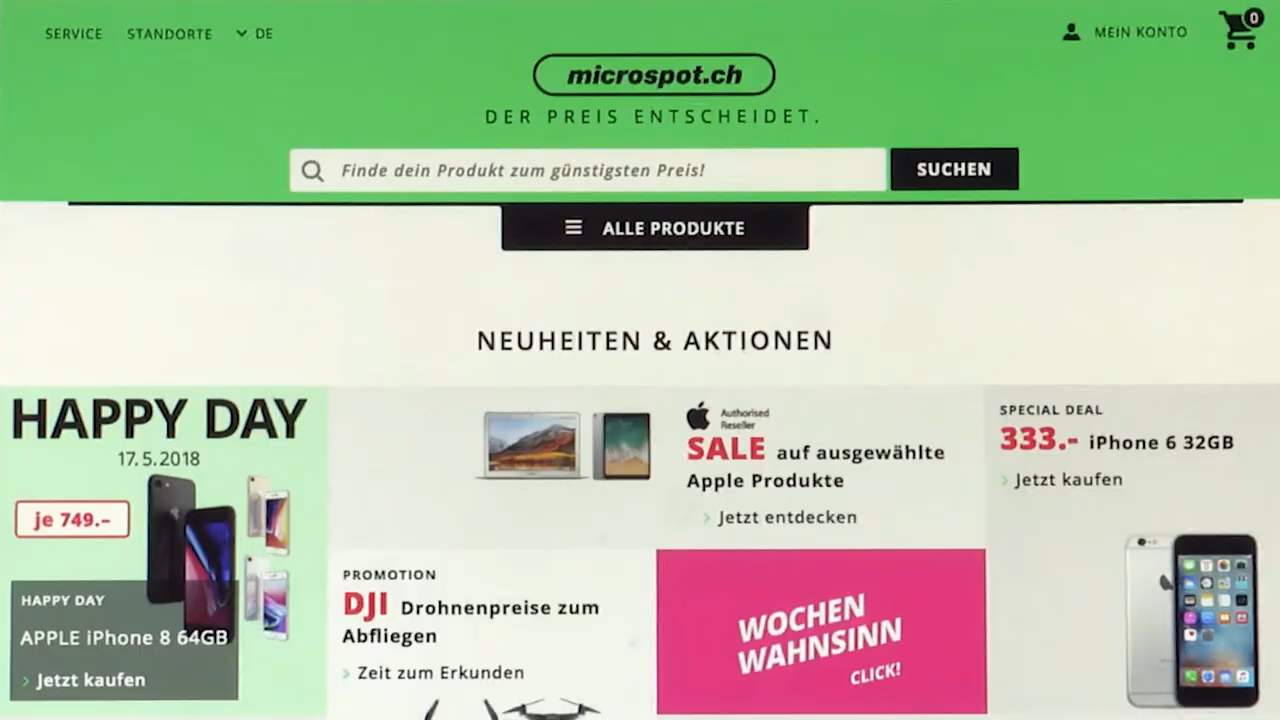 SERVICE STANDORTE DE MEIN KONTO 0
microspot.ch
DER PREIS ENTSCHEIDET.
Finde dein Produkt zum günstigsten Preis! SUCHEN
ALLE PRODUKTE
NEUHEITEN & AKTIONEN
HAPPY DAY
17.5.2018
je 749.–
HAPPY DAY
APPLE iPhone 8 64GB
Jetzt kaufen
Authorised
Reseller
SALE auf ausgewählte
Apple Produkte
Jetzt entdecken
SPECIAL DEAL
333.- iPhone 6 32GB
Jetzt kaufen
PROMOTION
DJI Drohnenpreise zum
Abfliegen
Zeit zum Erkunden
WOCHEN
WAHNSINN
CLICK!